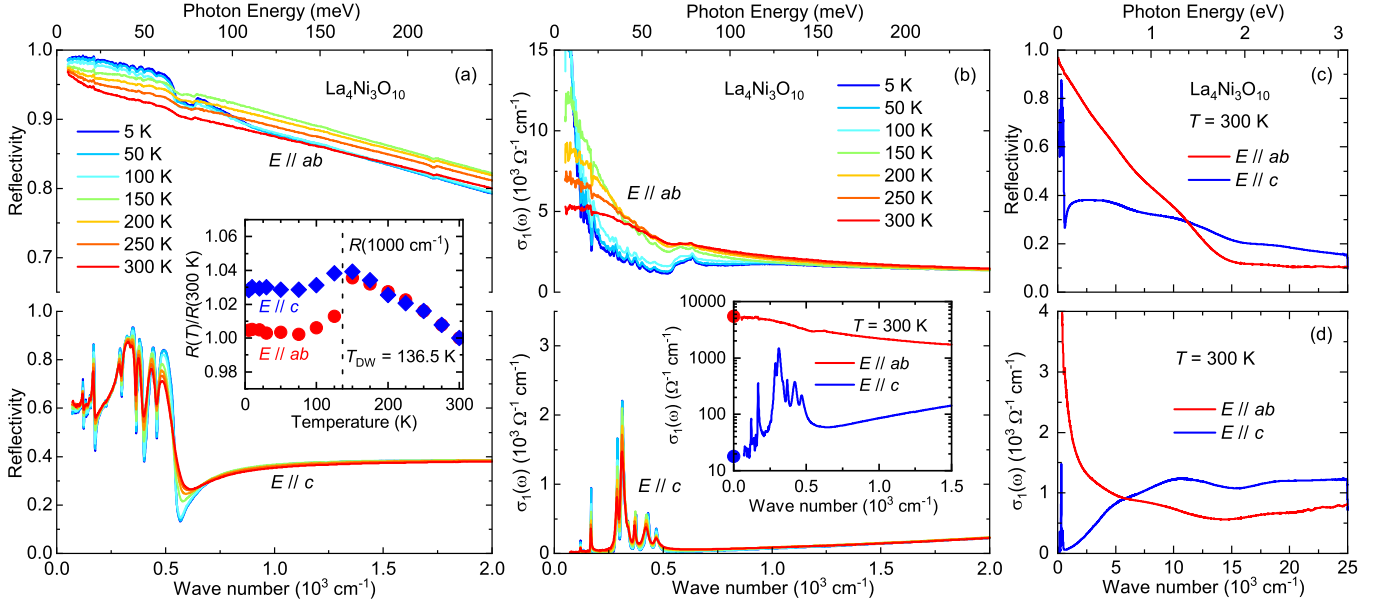 Photon Energy (meV)
0 50 100 150 200
(a)
La₄Ni₃O₁₀
1.0
0.9
0.8
0.7
Reflectivity
5 K
50 K
100 K
150 K
200 K
250 K
300 K
E // ab
1.06
1.04
1.02
1.00
0.98
R(T)/R(300 K)
R(1000 cm⁻¹)
E // c
E // ab
T_DW = 136.5 K
0 100 200 300
Temperature (K)
1.0
0.8
0.6
0.4
0.2
0.0
Reflectivity
E // c
0.0 0.5 1.0 1.5 2.0
Wave number (10³ cm⁻¹)
Photon Energy (meV)
0 50 100 150 200
(b)
La₄Ni₃O₁₀
15
10
5
0
σ₁(ω) (10³ Ω⁻¹ cm⁻¹)
5 K
50 K
100 K
150 K
200 K
250 K
300 K
E // ab
10000
1000
100
10
σ₁(ω) (Ω⁻¹ cm⁻¹)
T = 300 K
E // ab
E // c
0.0 0.5 1.0 1.5
Wave number (10³ cm⁻¹)
3
2
1
0
σ₁(ω) (10³ Ω⁻¹ cm⁻¹)
E // c
0.0 0.5 1.0 1.5 2.0
Wave number (10³ cm⁻¹)
Photon Energy (eV)
0 1 2 3
(c)
La₄Ni₃O₁₀
T = 300 K
E // ab
E // c
1.0
0.8
0.6
0.4
0.2
0.0
Reflectivity
(d)
T = 300 K
E // ab
E // c
4
3
2
1
0
σ₁(ω) (10³ Ω⁻¹ cm⁻¹)
0 5 10 15 20 25
Wave number (10³ cm⁻¹)